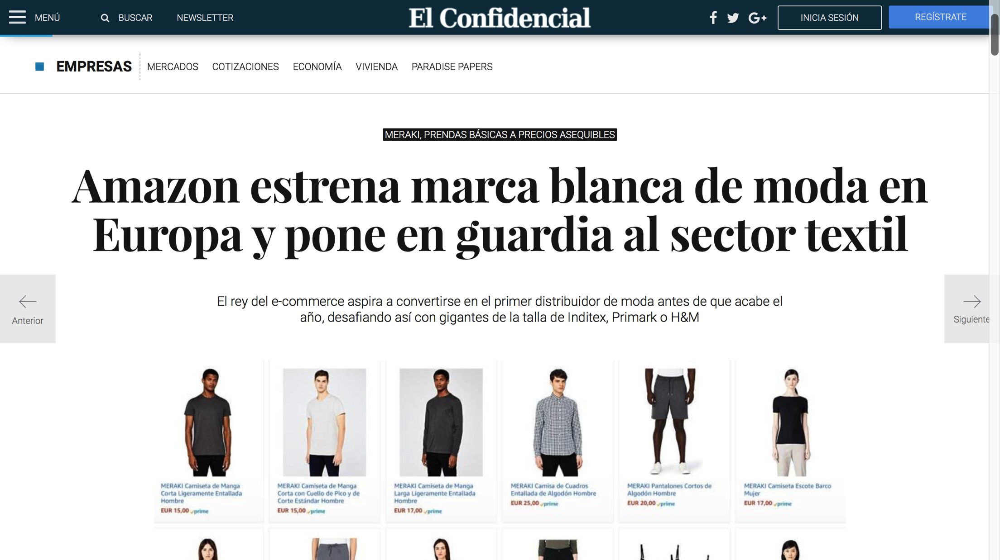 MENÚ BUSCAR NEWSLETTER El Confidencial G+ INICIA SESIÓN REGÍSTRATE
EMPRESAS MERCADOS COTIZACIONES ECONOMÍA VIVIENDA PARADISE PAPERS
MERAKI, PRENDAS BÁSICAS A PRECIOS ASEQUIBLES
Amazon estrena marca blanca de moda en
Europa y pone en guardia al sector textil
El rey del e-commerce aspira a convertirse en el primer distribuidor de moda antes de que acabe el
año, desafiando así con gigantes de la talla de Inditex, Primark o H&M
Anterior
Siguiente
MERAKI Camiseta de Manga
Corta Ligeramente Entallada
Hombre
EUR 15,00 prime
MERAKI Camiseta de Manga
Corta con Cuello de Pico y de
Corte Estándar Hombre
EUR 15,00 prime
MERAKI Camiseta de Manga
Larga Ligeramente Entallada
Hombre
EUR 17,00 prime
MERAKI Camisa de Cuadros
Entallada de Algodón Hombre
EUR 25,00 prime
MERAKI Pantalones Cortos de
Algodón Hombre
EUR 20,00 prime
MERAKI Camiseta Escote Barco
Mujer
EUR 17,00 prime